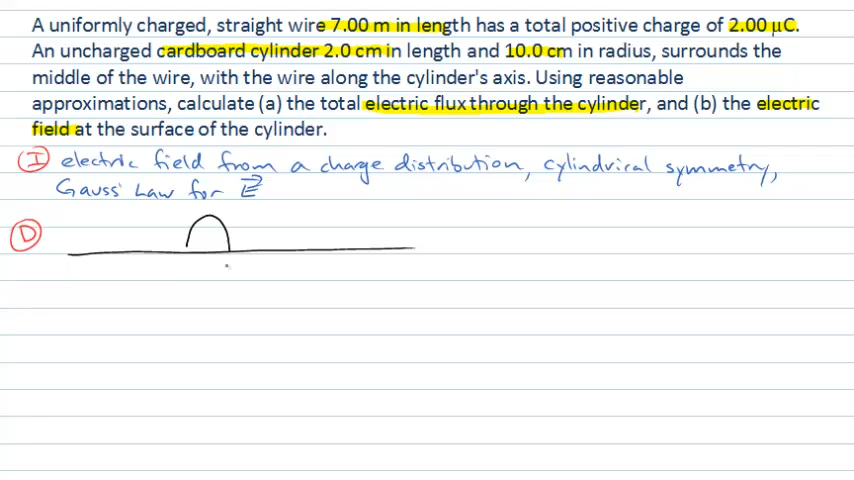 A uniformly charged, straight wire 7.00 m in length has a total positive charge of 2.00 μC.
An uncharged cardboard cylinder 2.0 cm in length and 10.0 cm in radius, surrounds the
middle of the wire, with the wire along the cylinder's axis. Using reasonable
approximations, calculate (a) the total electric flux through the cylinder, and (b) the electric
field at the surface of the cylinder.
I electric field from a charge distribution, cylindrical symmetry,
Gauss' Law for E⃗
D